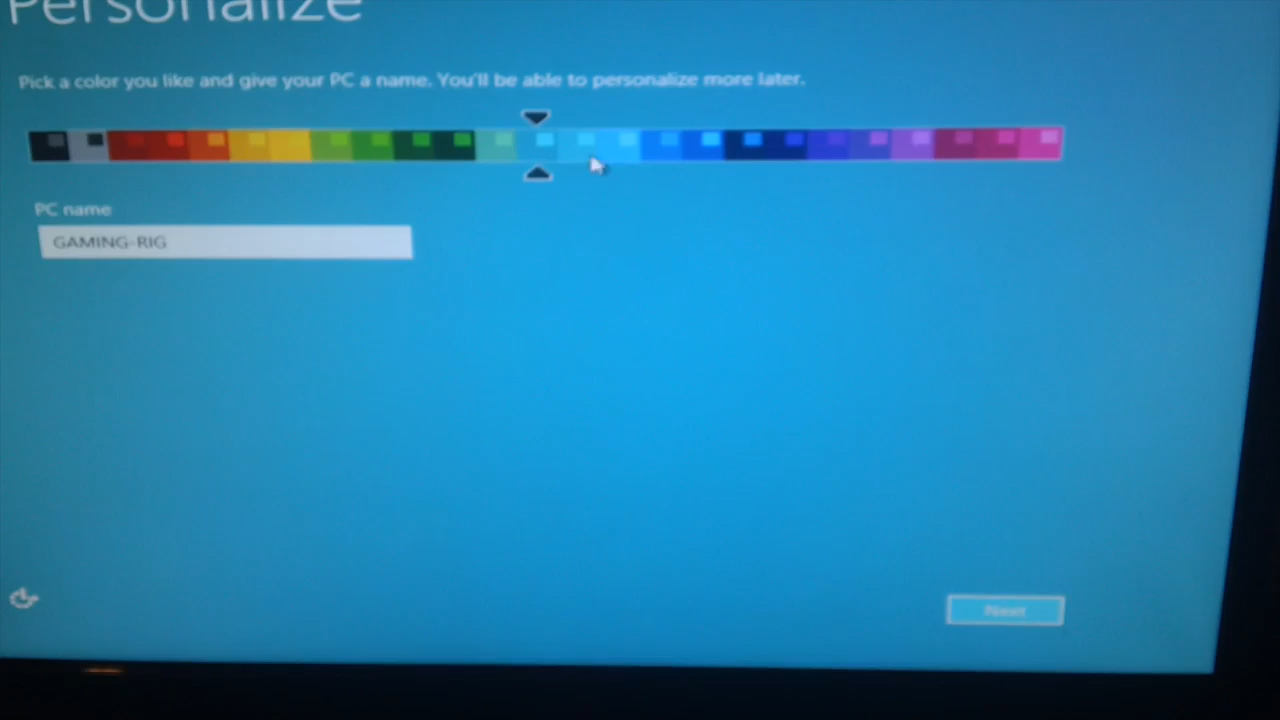 Personalize
Pick a color you like and give your PC a name. You'll be able to personalize more later.
PC name
GAMING-RIG
Next